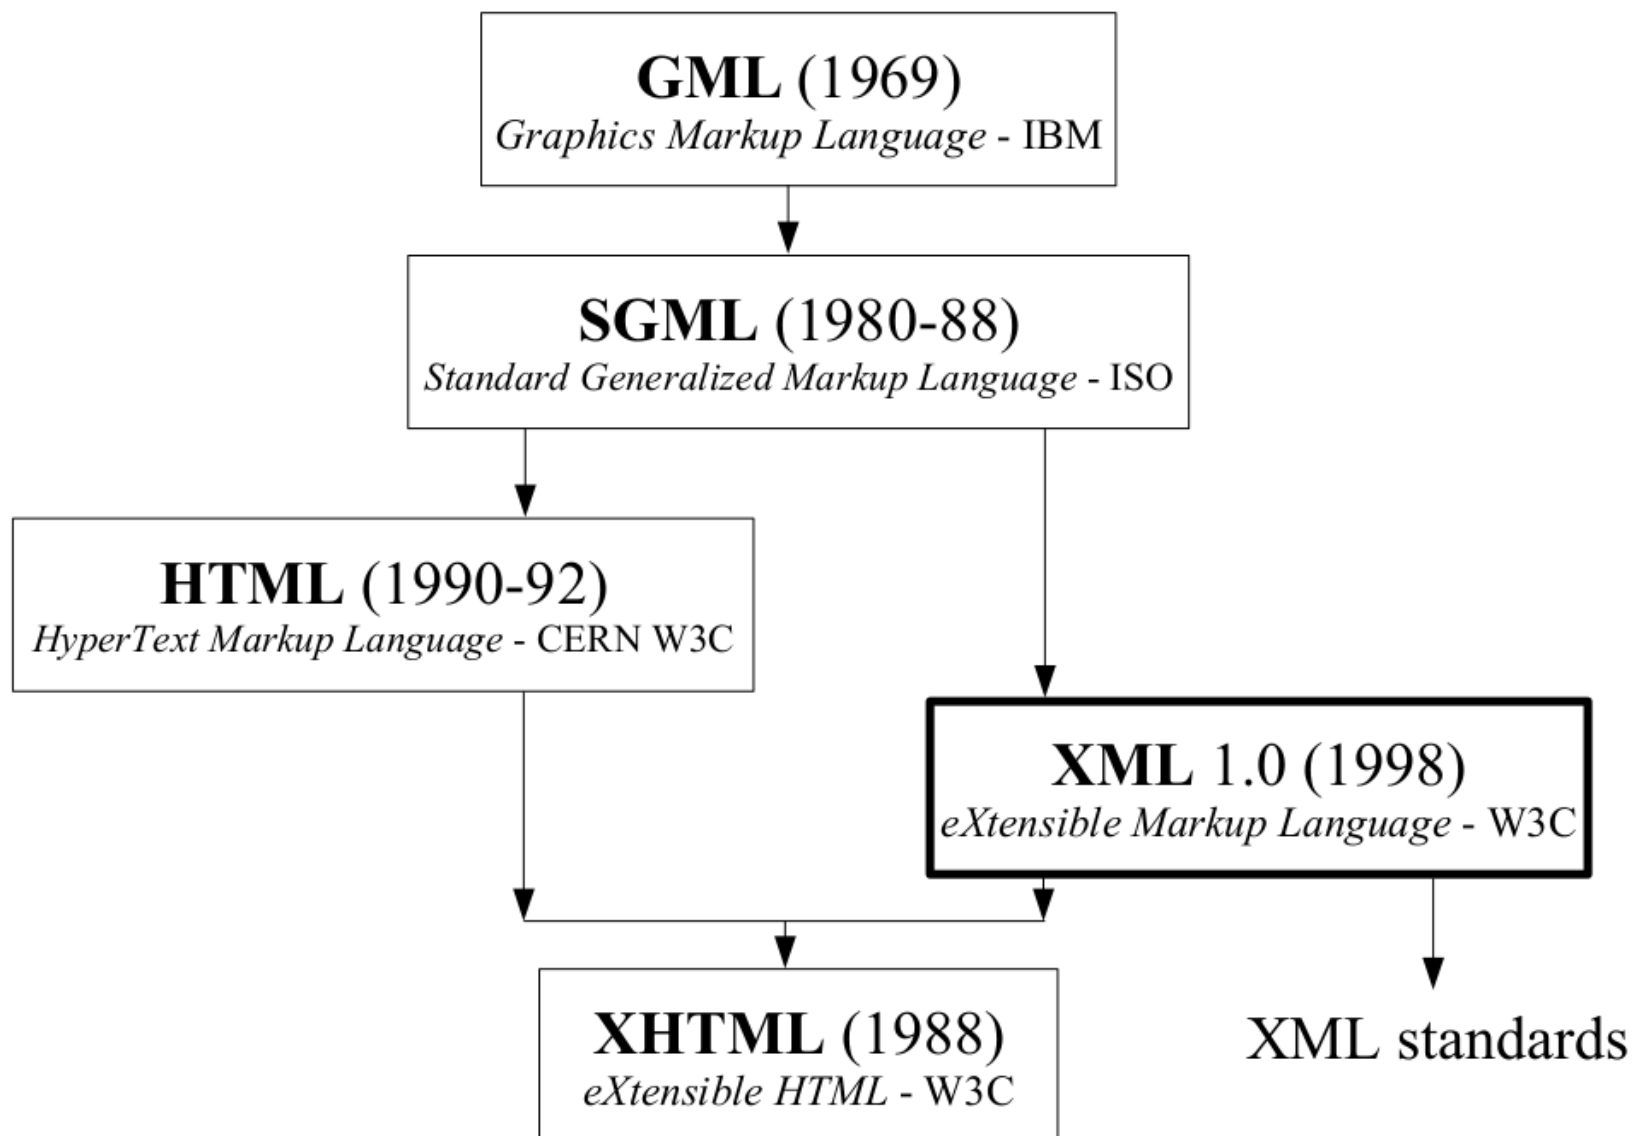 GML (1969)
Graphics Markup Language - IBM
SGML (1980-88)
Standard Generalized Markup Language - ISO
HTML (1990-92)
HyperText Markup Language - CERN W3C
XML 1.0 (1998)
eXtensible Markup Language - W3C
XHTML (1988)
eXtensible HTML - W3C
XML standards